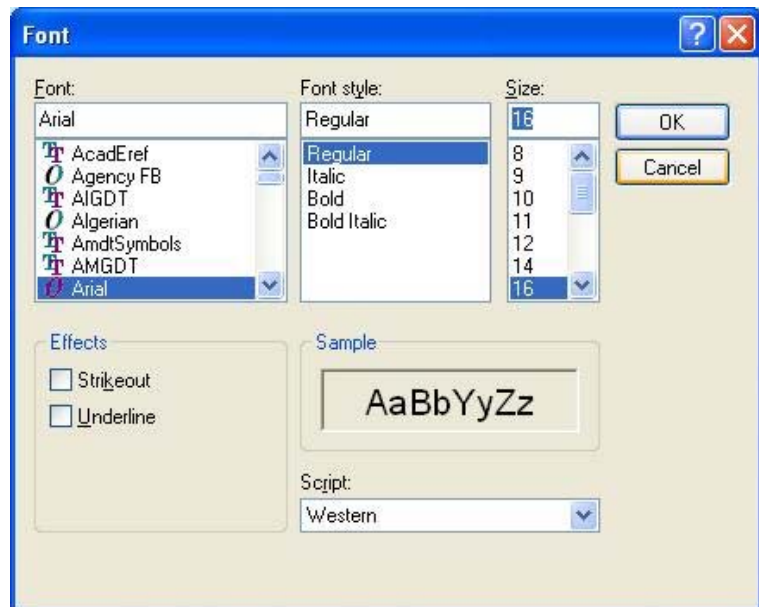 Font
Font:
Arial
AcadEref
Agency FB
AIGDT
Algerian
AmdtSymbols
AMGDT
Arial
Font style:
Regular
Regular
Italic
Bold
Bold Italic
Size:
16
8
9
10
11
12
14
16
OK
Cancel
Effects
Strikeout
Underline
Sample
AaBbYyZz
Script:
Western